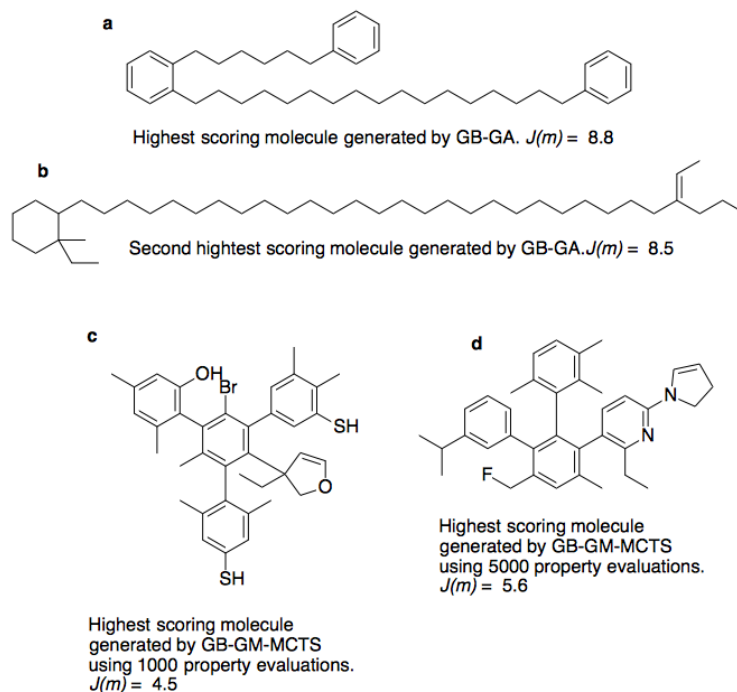 a
Highest scoring molecule generated by GB-GA. J(m) = 8.8
b
Second hightest scoring molecule generated by GB-GA.J(m) = 8.5
c
OH
Br
SH
O
SH
Highest scoring molecule
generated by GB-GM-MCTS
using 1000 property evaluations.
J(m) = 4.5
d
N
N
F
Highest scoring molecule
generated by GB-GM-MCTS
using 5000 property evaluations.
J(m) = 5.6